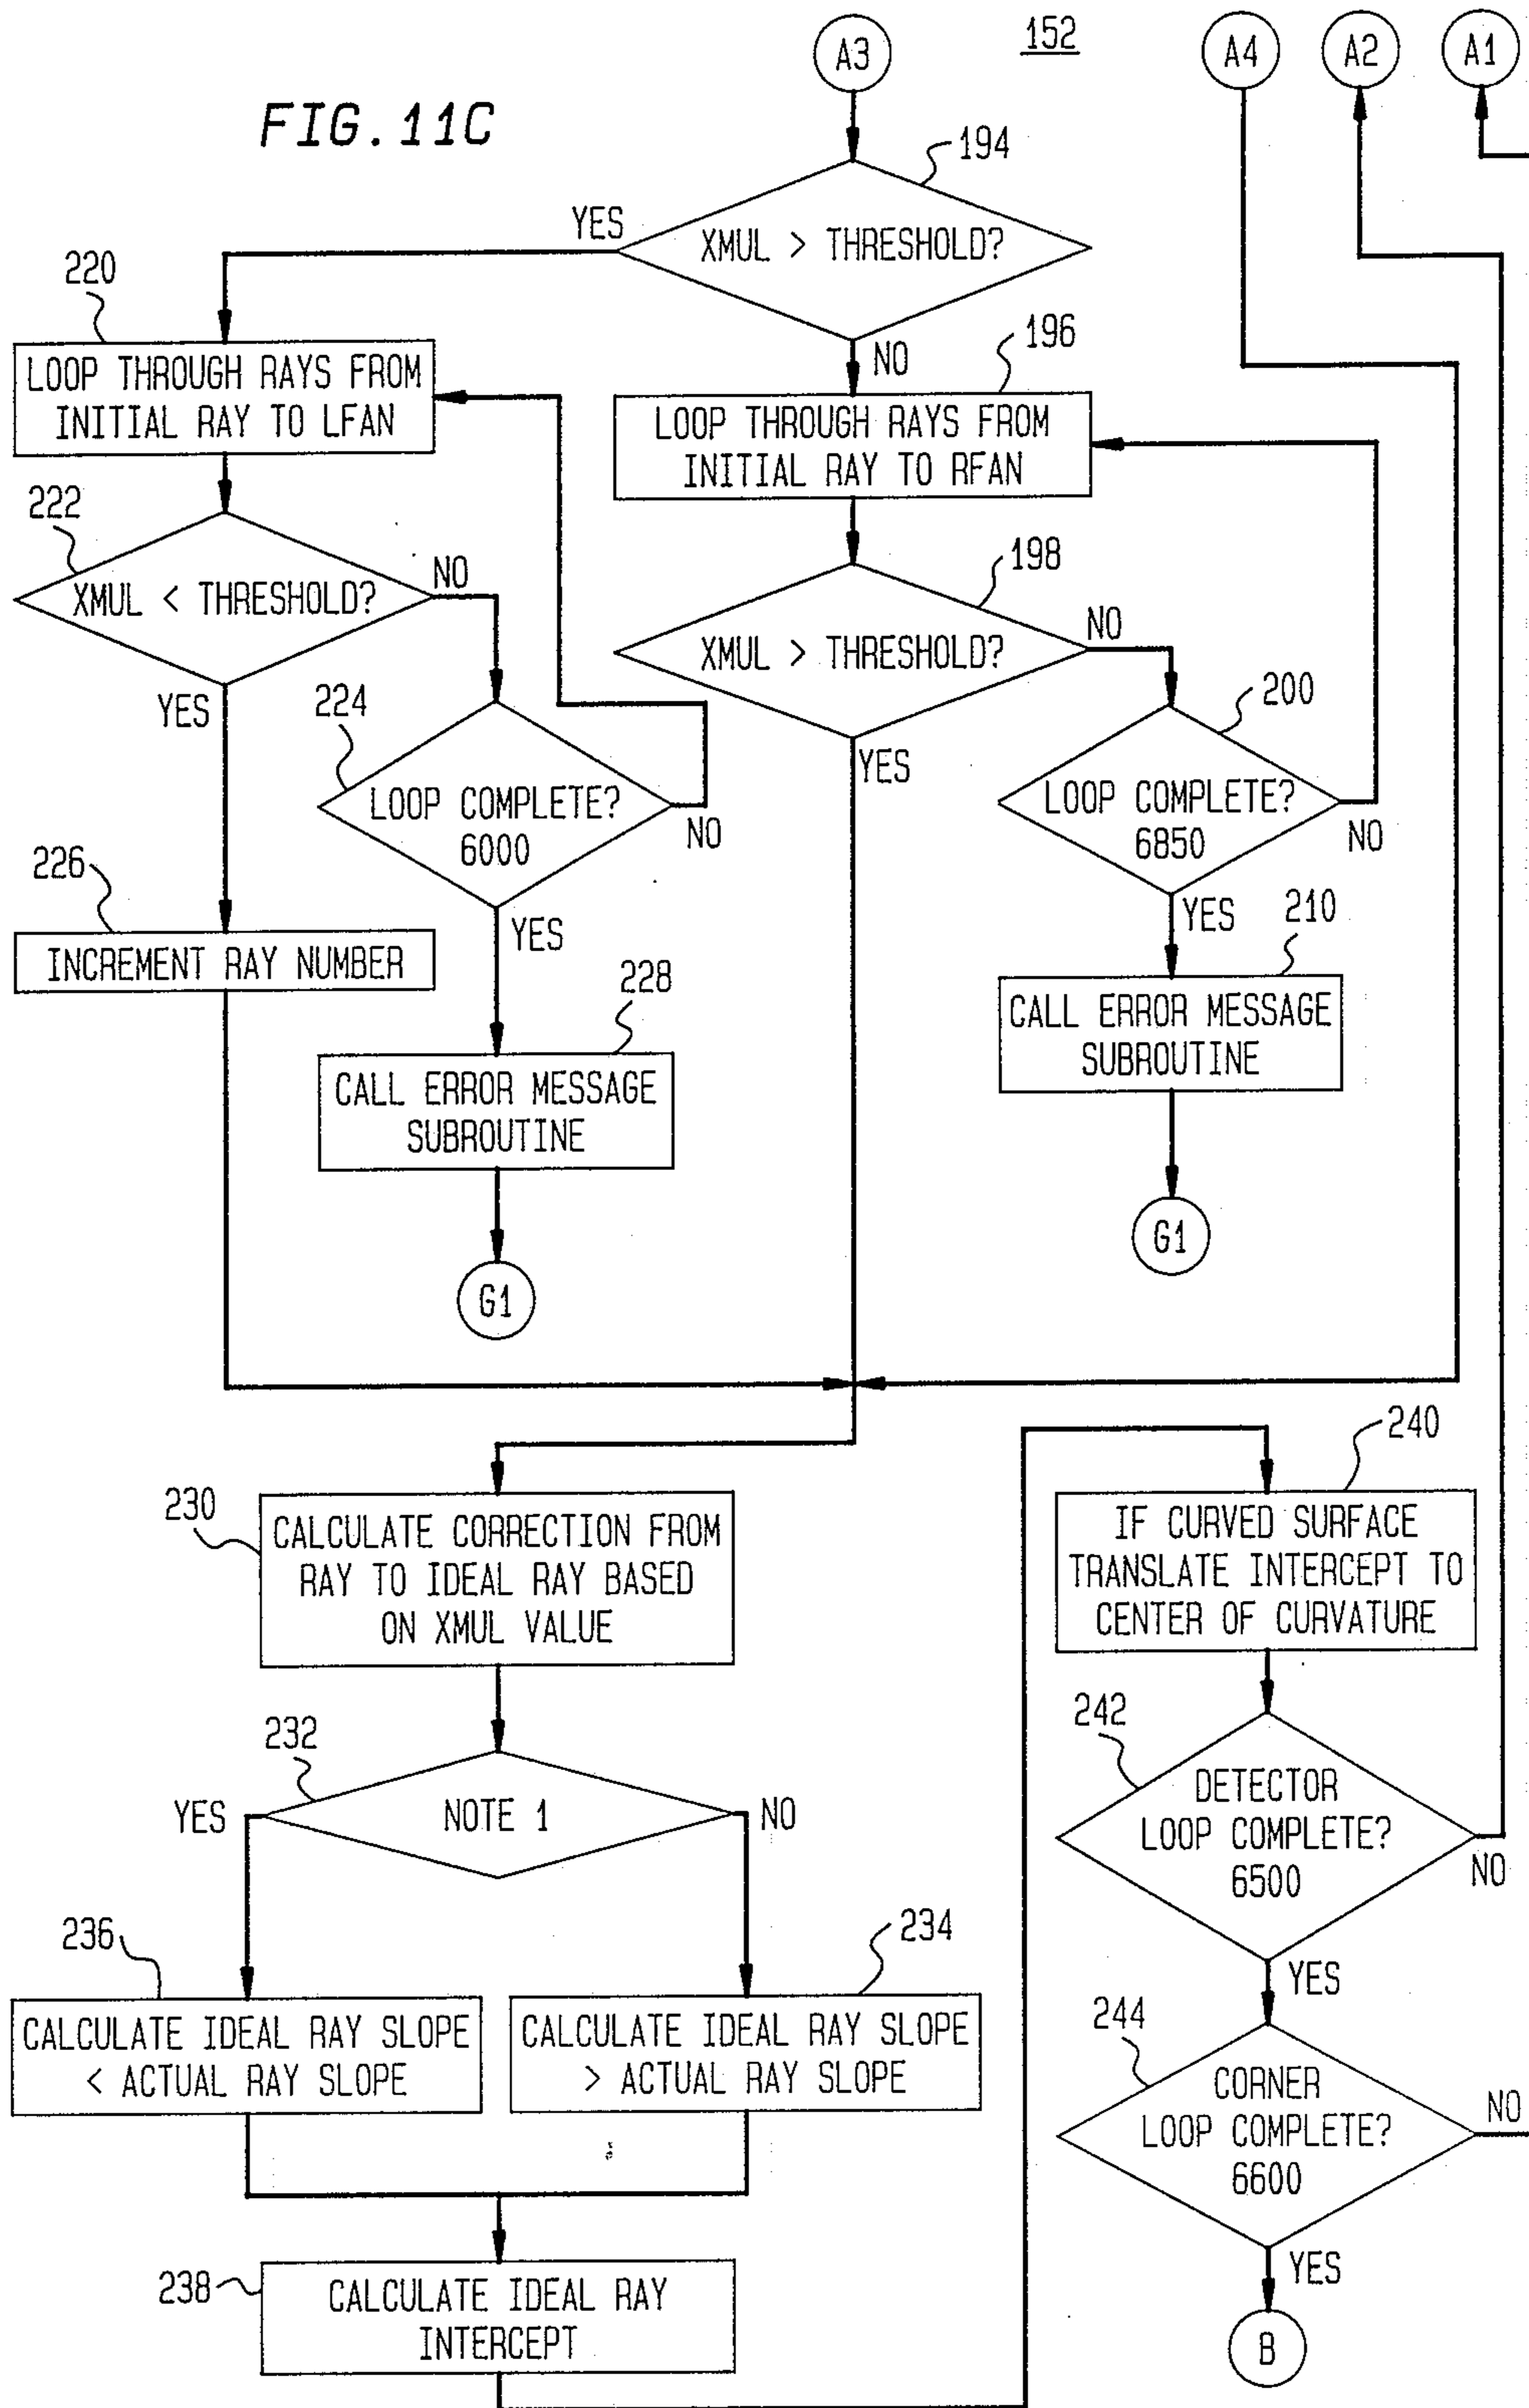 152
A3
A4
A2
A1
FIG. 11C
194
XMUL > THRESHOLD?
YES
NO
220
LOOP THROUGH RAYS FROM
INITIAL RAY TO LFAN
196
LOOP THROUGH RAYS FROM
INITIAL RAY TO RFAN
222
XMUL < THRESHOLD?
NO
YES
198
XMUL > THRESHOLD?
NO
YES
224
LOOP COMPLETE?
6000
NO
YES
200
LOOP COMPLETE?
6850
NO
YES
226
INCREMENT RAY NUMBER
228
CALL ERROR MESSAGE
SUBROUTINE
G1
210
CALL ERROR MESSAGE
SUBROUTINE
G1
230
CALCULATE CORRECTION FROM
RAY TO IDEAL RAY BASED
ON XMUL VALUE
232
NOTE 1
YES
NO
236
CALCULATE IDEAL RAY SLOPE
< ACTUAL RAY SLOPE
234
CALCULATE IDEAL RAY SLOPE
> ACTUAL RAY SLOPE
238
CALCULATE IDEAL RAY
INTERCEPT
240
IF CURVED SURFACE
TRANSLATE INTERCEPT TO
CENTER OF CURVATURE
242
DETECTOR
LOOP COMPLETE?
6500
NO
YES
244
CORNER
LOOP COMPLETE?
6600
NO
YES
B